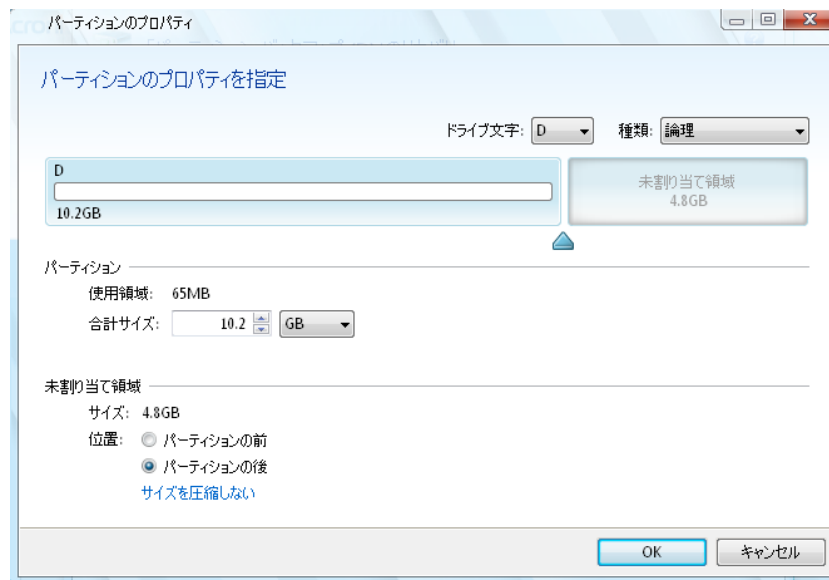 パーティションのプロパティ
パーティションのプロパティを指定
ドライブ文字: D 種類: 論理
D
10.2GB
未割り当て領域
4.8GB
パーティション
使用領域: 65MB
合計サイズ: 10.2 GB
未割り当て領域
サイズ: 4.8GB
位置: パーティションの前
パーティションの後
サイズを圧縮しない
OK キャンセル